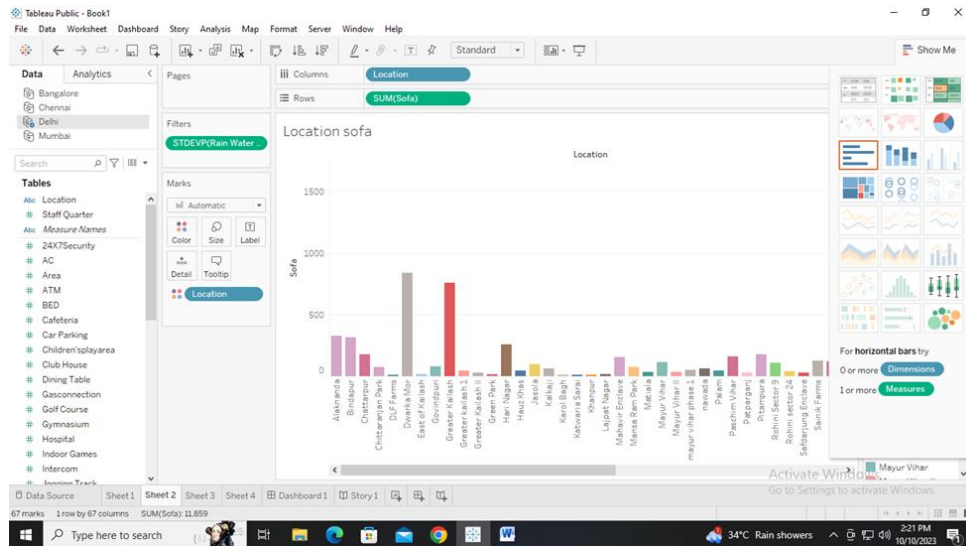 Tableau Public - Book1
File Data Worksheet Dashboard Story Analysis Map Format Server Window Help
Standard
Show Me
Data Analytics
Bangalore
Chennai
Delhi
Mumbai
Search
Tables
Abc Location
# Staff Quarter
Abc Measure Names
# 24X7Security
# AC
# Area
# ATM
# BED
# Cafeteria
# Car Parking
# Children'splayarea
# Club House
# Dining Table
# Gasconnection
# Golf Course
# Gymnasium
# Hospital
# Indoor Games
# Intercom
# Jogging Track
Pages
Filters
STDEVP(Rain Water ..
Marks
Automatic
Color Size Label
Detail Tooltip
Location
Columns Location
Rows SUM(Sofa)
Location sofa
Location
Sofa
1500
1000
500
0
Alaknanda
Bindapur
Chattarpur
Chittaranjan Park
DLF Farms
Dwarka Mor
East of Kailash
Govindpuri
Greater Kailash
Greater kailash 1
Greater Kailash II
Green Park
Hari Nagar
Hauz Khas
Jasola
Kalkaji
Karol Bagh
Katwaria Sarai
Khanpur
Lajpat Nagar
Mahavir Enclave
Mansa Ram Park
Matiala
Mayur Vihar
Mayur Vihar II
mayur vihar phase 1
nawada
Palam
Paschim Vihar
Patparganj
Pitampura
Rohini Sector 9
Rohini sector 24
Safdarjung Enclave
Sainik Farms
For horizontal bars try
0 or more Dimensions
1 or more Measures
Mayur Vihar
Activate Windows
Go to Settings to activate Windows.
Data Source Sheet 1 Sheet 2 Sheet 3 Sheet 4 Dashboard 1 Story 1
67 marks 1 row by 67 columns SUM(Sofa): 11,859
Type here to search
34°C Rain showers
2:21 PM
10/10/2023